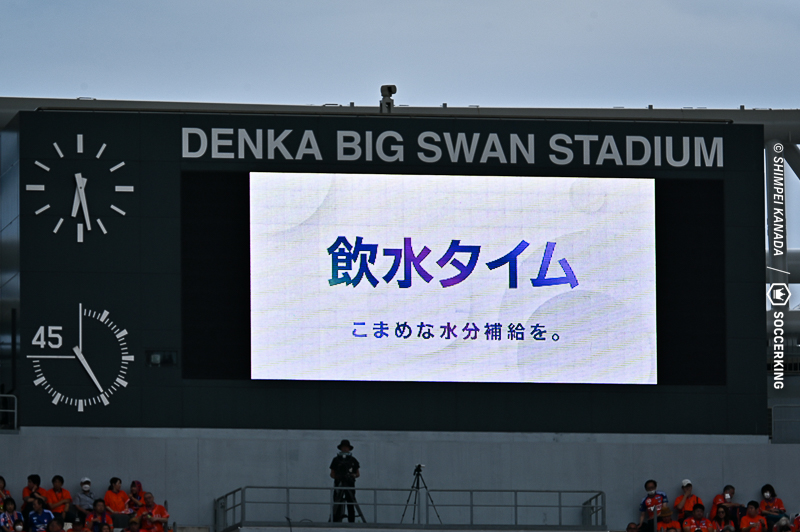 DENKA BIG SWAN STADIUM
飲水タイム
こまめな水分補給を。
45
© SHIMPEI KANADA / SOCCERKING